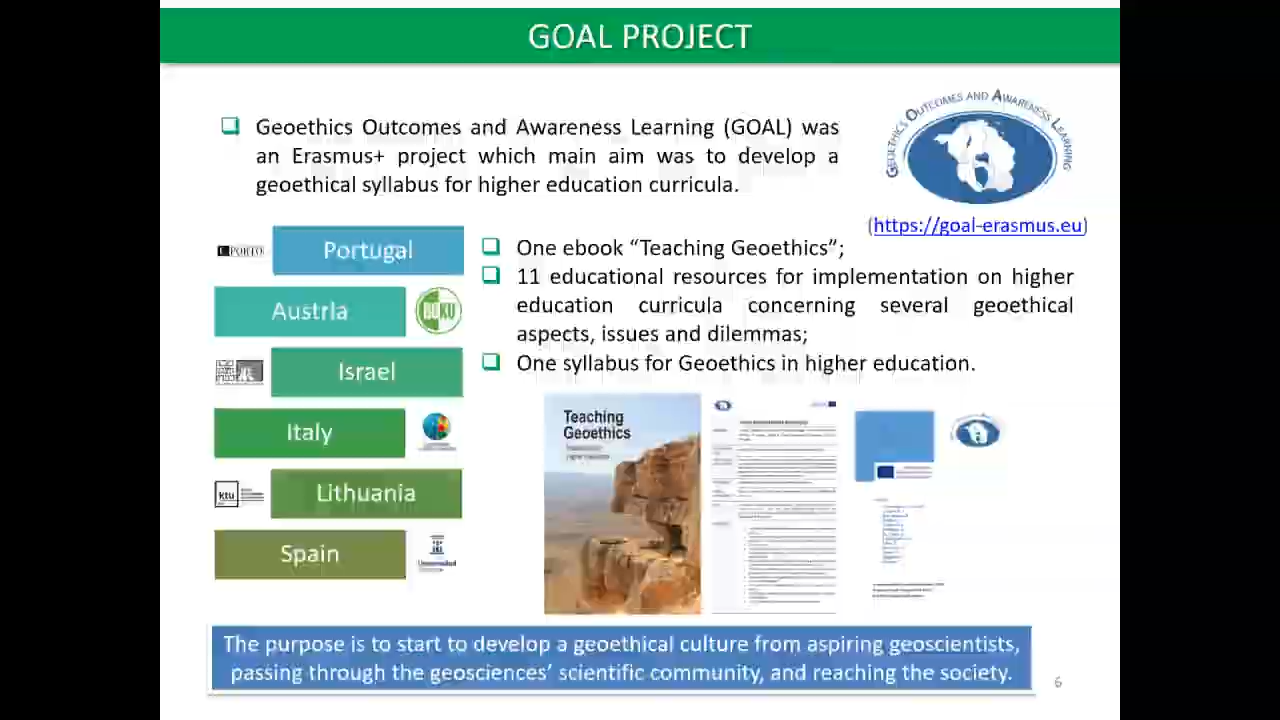 GOAL PROJECT
GEOETHICS OUTCOMES AND AWARENESS LEARNING
Geoethics Outcomes and Awareness Learning (GOAL) was
an Erasmus+ project which main aim was to develop a
geoethical syllabus for higher education curricula.
(https://goal-erasmus.eu)
PORTO
Portugal
Austria
BOKU
Israel
Italy
ktu
Lithuania
Spain
One ebook “Teaching Geoethics”;
11 educational resources for implementation on higher
education curricula concerning several geoethical
aspects, issues and dilemmas;
One syllabus for Geoethics in higher education.
Teaching
Geoethics
The purpose is to start to develop a geoethical culture from aspiring geoscientists,
passing through the geosciences’ scientific community, and reaching the society.
6